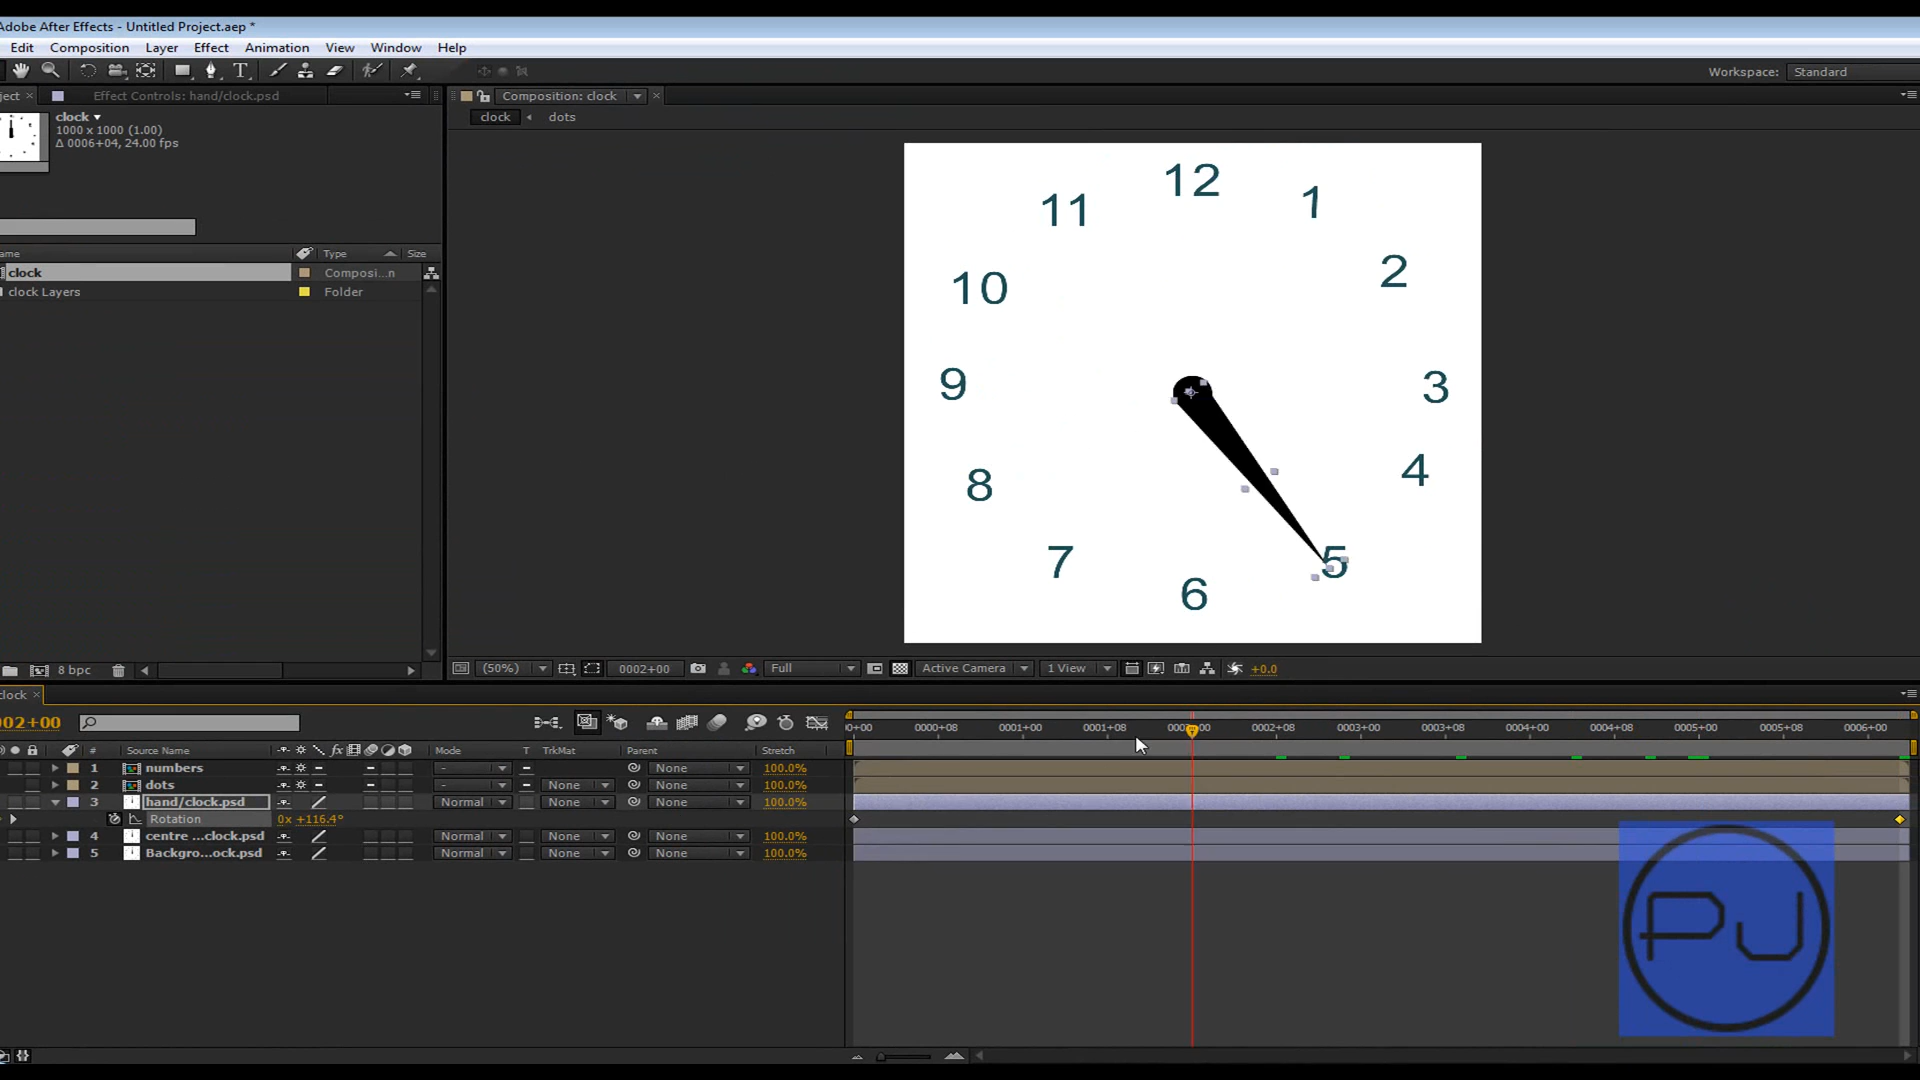 Adobe After Effects - Untitled Project.aep *
Edit Composition Layer Effect Animation View Window Help
Workspace: Standard
ject × Effect Controls: hand/clock.psd
Composition: clock ×
clock dots
clock
1000 x 1000 (1.00)
Δ 0006+04, 24.00 fps
ame Type Size
clock Composi...n
clock Layers Folder
12
11 1
10 2
9 3
8 4
7 5
6
8 bpc
(50%) 0002+00 Full Active Camera 1 View +0.0
clock ×
002+00
# Source Name fx Mode T TrkMat Parent Stretch
0+00 0000+08 0001+00 0001+08 0002+00 0002+08 0003+00 0003+08 0004+00 0004+08 0005+00 0005+08 0006+00
1 numbers - None 100.0%
2 dots - None None 100.0%
3 hand/clock.psd Normal None None 100.0%
Rotation 0x +116.4°
4 centre ...clock.psd Normal None None 100.0%
5 Backgro...ock.psd Normal None None 100.0%
PJ